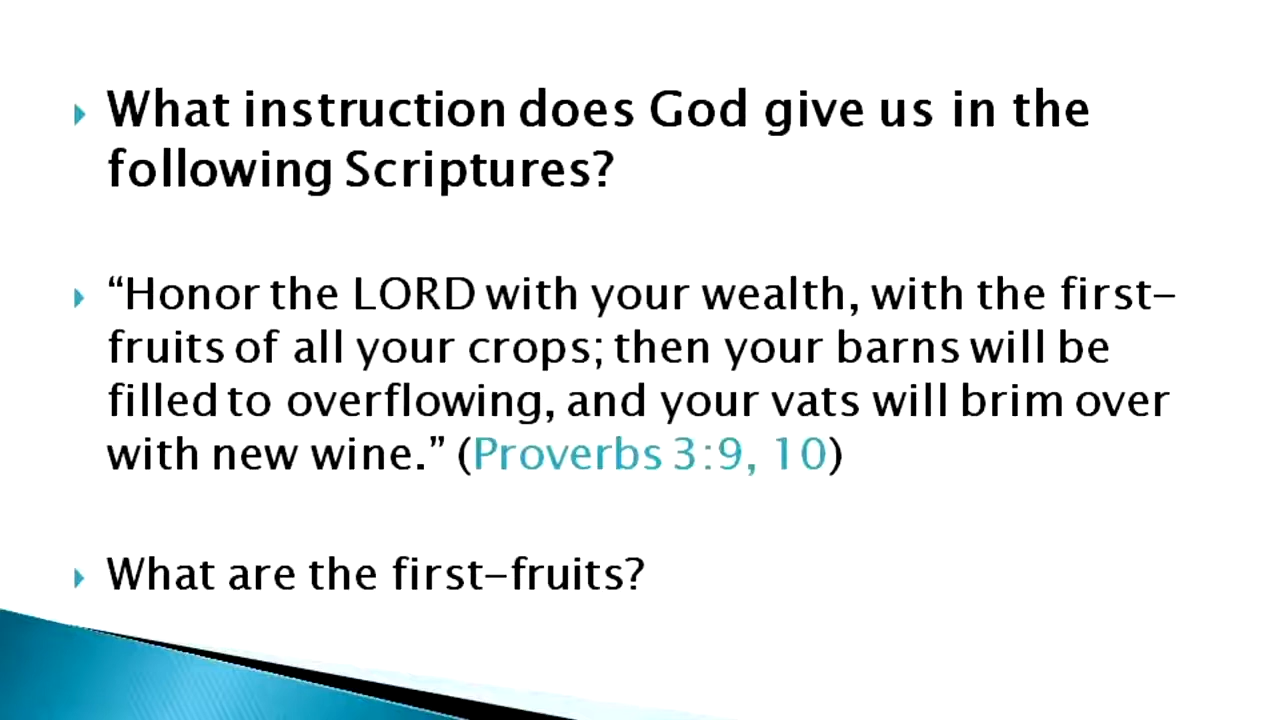 What instruction does God give us in the
following Scriptures?
“Honor the LORD with your wealth, with the first-
fruits of all your crops; then your barns will be
filled to overflowing, and your vats will brim over
with new wine.” (Proverbs 3:9, 10)
What are the first-fruits?